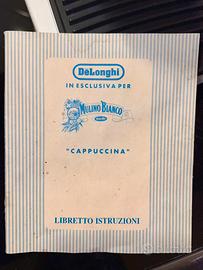 DeLonghi
IN ESCLUSIVA PER
MULINO BIANCO
"CAPPUCCINA"
LIBRETTO ISTRUZIONI